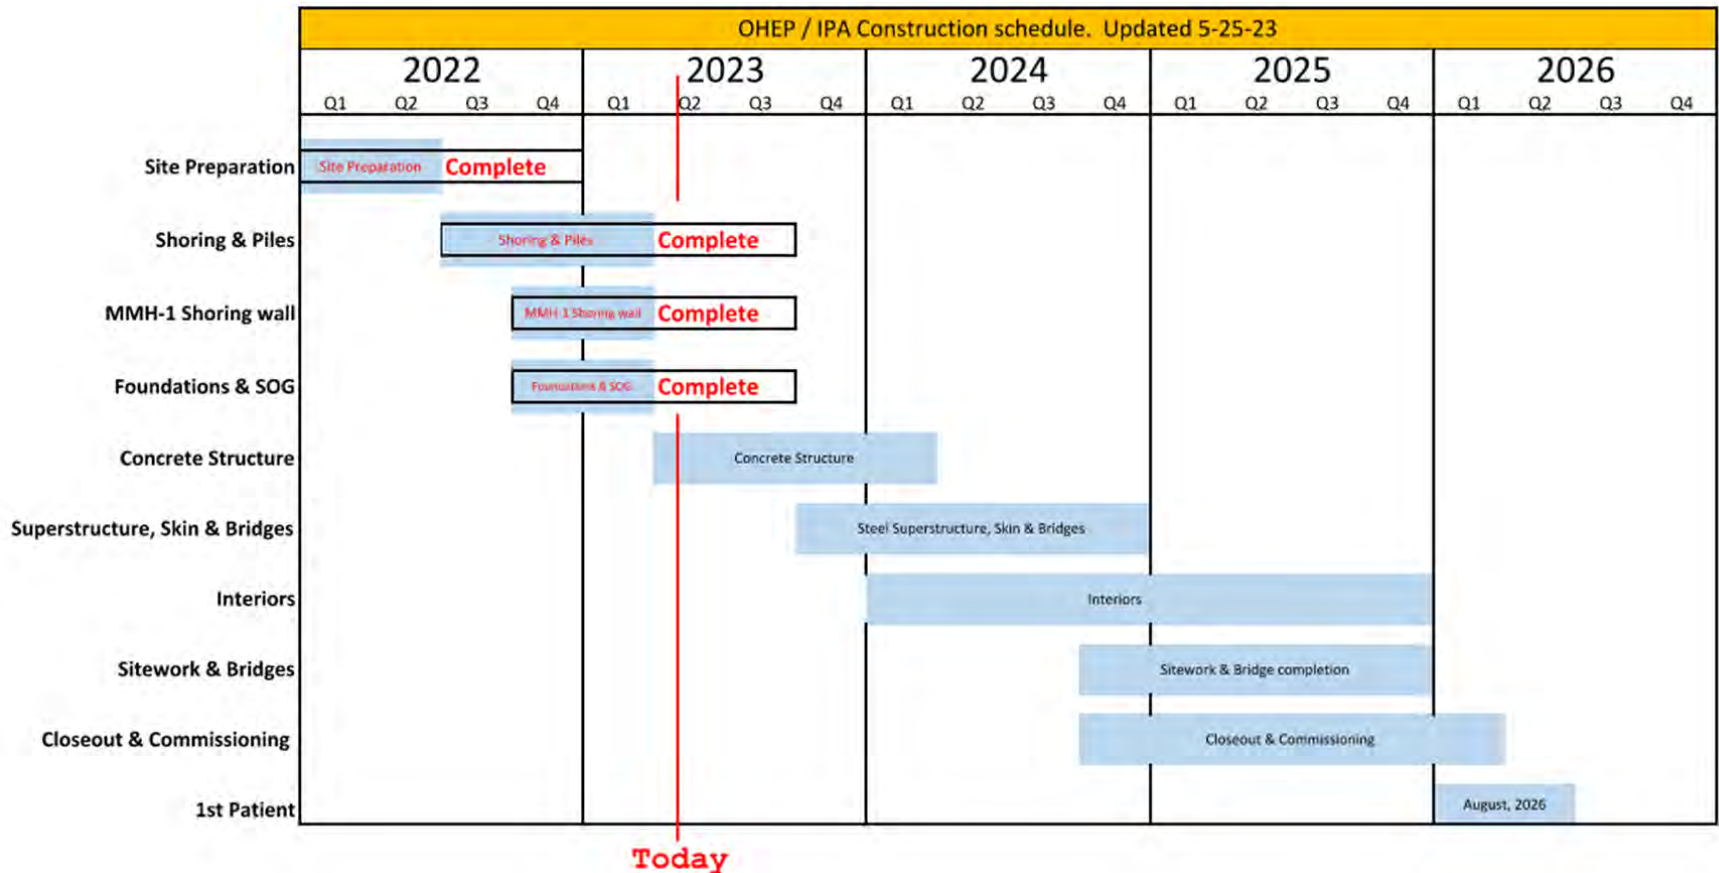 OHEP / IPA Construction schedule.  Updated 5-25-23
2022 2023 2024 2025 2026
Q1 Q2 Q3 Q4 Q1 Q2 Q3 Q4 Q1 Q2 Q3 Q4 Q1 Q2 Q3 Q4 Q1 Q2 Q3 Q4
Site Preparation Site Preparation Complete
Shoring & Piles Shoring & Piles Complete
MMH-1 Shoring wall MMH-1 Shoring wall Complete
Foundations & SOG Foundations & SOG Complete
Concrete Structure Concrete Structure
Superstructure, Skin & Bridges Steel Superstructure, Skin & Bridges
Interiors Interiors
Sitework & Bridges Sitework & Bridge completion
Closeout & Commissioning Closeout & Commissioning
1st Patient August, 2026
Today